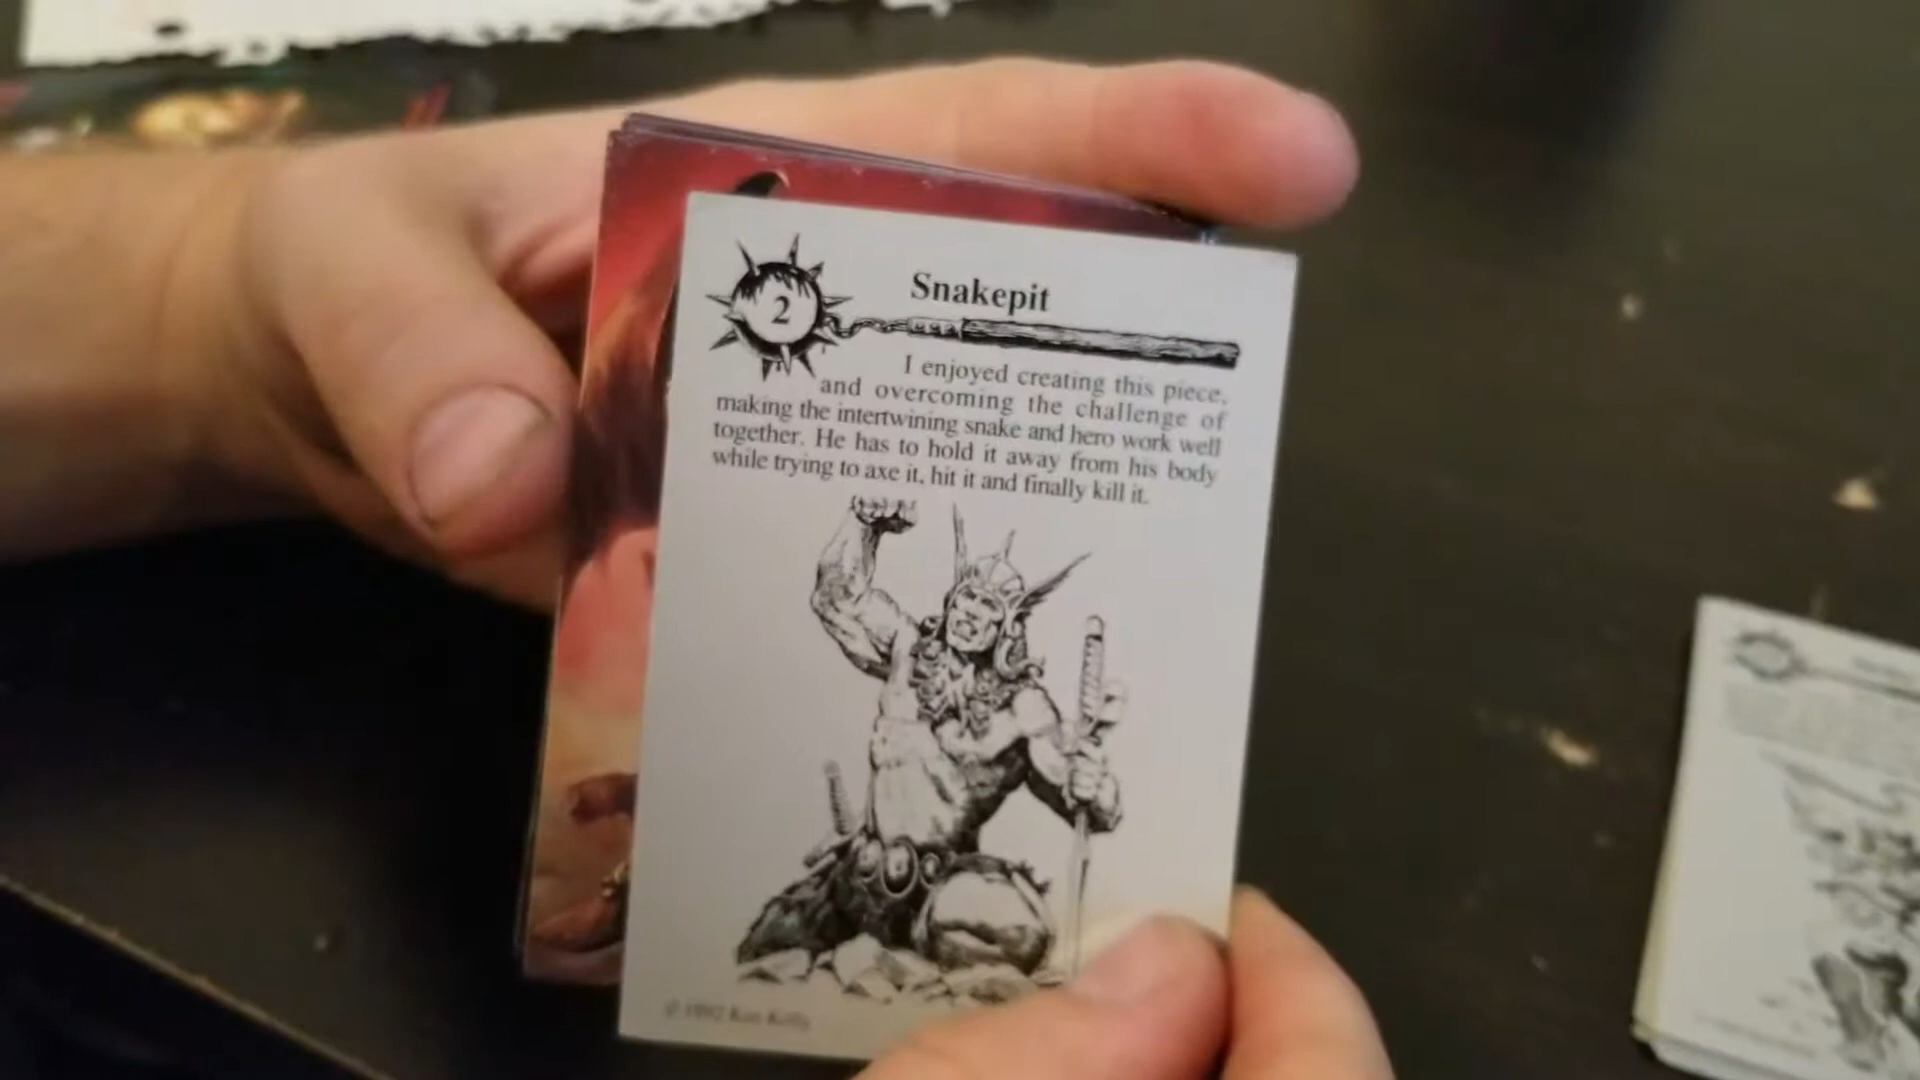 Snakepit
2
I enjoyed creating this piece,
and overcoming the challenge of
making the intertwining snake and hero work well
together. He has to hold it away from his body
while trying to axe it, hit it and finally kill it.
© 1992 Ken Kelly